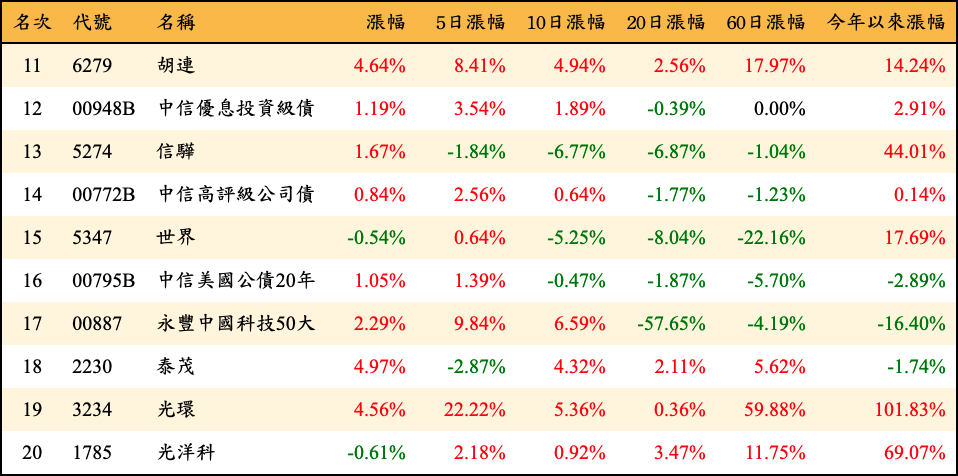 名次 代號 名稱 漲幅 5日漲幅 10日漲幅 20日漲幅 60日漲幅 今年以來漲幅
11 6279 胡連 4.64% 8.41% 4.94% 2.56% 17.97% 14.24%
12 00948B 中信優息投資級債 1.19% 3.54% 1.89% -0.39% 0.00% 2.91%
13 5274 信驊 1.67% -1.84% -6.77% -6.87% -1.04% 44.01%
14 00772B 中信高評級公司債 0.84% 2.56% 0.64% -1.77% -1.23% 0.14%
15 5347 世界 -0.54% 0.64% -5.25% -8.04% -22.16% 17.69%
16 00795B 中信美國公債20年 1.05% 1.39% -0.47% -1.87% -5.70% -2.89%
17 00887 永豐中國科技50大 2.29% 9.84% 6.59% -57.65% -4.19% -16.40%
18 2230 泰茂 4.97% -2.87% 4.32% 2.11% 5.62% -1.74%
19 3234 光環 4.56% 22.22% 5.36% 0.36% 59.88% 101.83%
20 1785 光洋科 -0.61% 2.18% 0.92% 3.47% 11.75% 69.07%